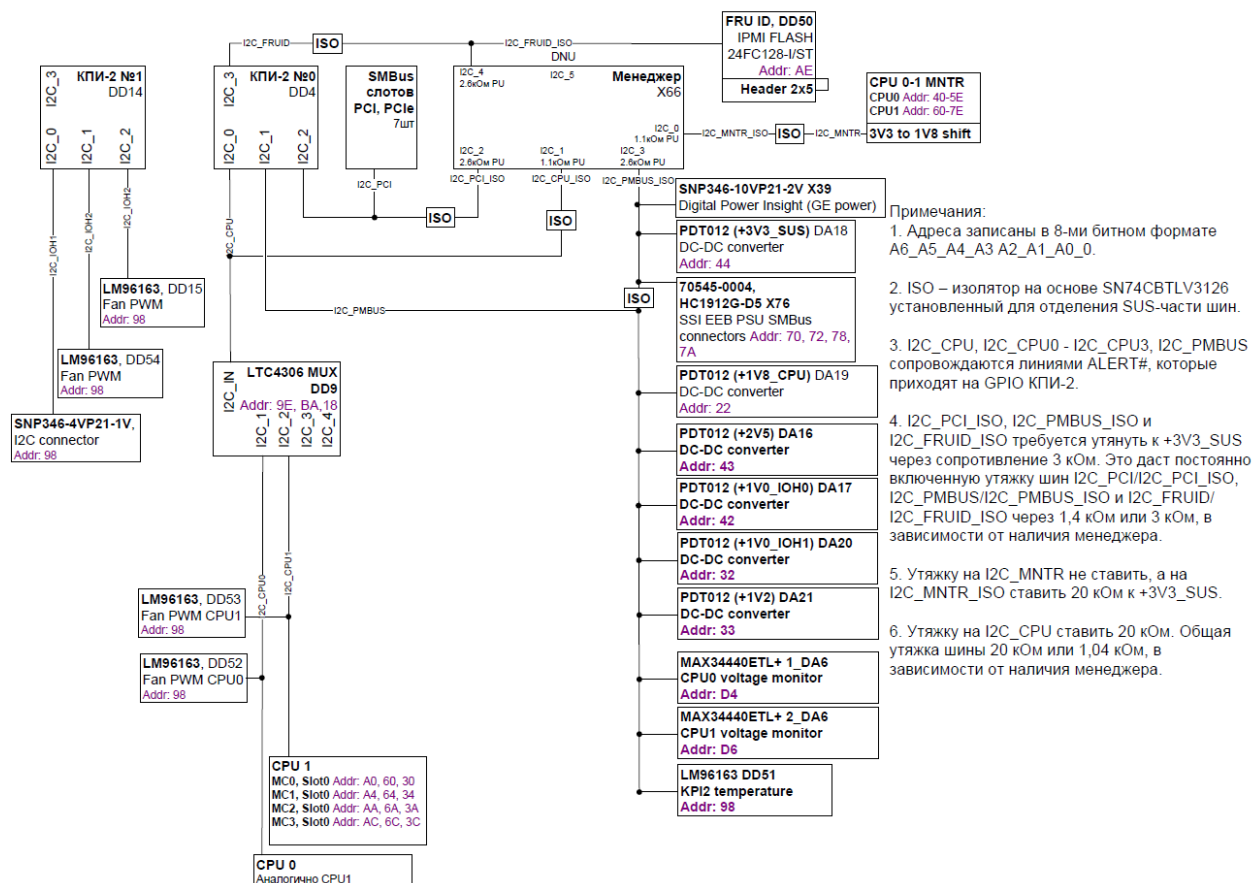 FRU ID, DD50
IPMI FLASH
24FC128-I/ST
Addr: AE
Header 2x5
I2C_FRUID
ISO
I2C_FRUID_ISO
DNU
КПИ-2 №1
DD14
I2C_3
I2C_0
I2C_1
I2C_2
КПИ-2 №0
DD4
I2C_3
I2C_0
I2C_1
I2C_2
SMBus
слотов
PCI, PCIe
7шт
I2C_4
2.6кОм PU
I2C_5
Менеджер
X66
I2C_0
1.1кОм PU
I2C_2
2.6кОм PU
I2C_1
1.1кОм PU
I2C_3
2.6кОм PU
CPU 0-1 MNTR
CPU0 Addr: 40-5E
CPU1 Addr: 60-7E
3V3 to 1V8 shift
I2C_MNTR_ISO
ISO
I2C_MNTR
I2C_PCI
I2C_PCI_ISO
I2C_CPU_ISO
I2C_PMBUS_ISO
ISO
ISO
I2C_IOH1
I2C_IOH2
I2C_IOH2
I2C_CPU
I2C_PMBUS
ISO
LM96163, DD15
Fan PWM
Addr: 98
LM96163, DD54
Fan PWM
Addr: 98
SNP346-4VP21-1V,
I2C connector
Addr: 98
LTC4306 MUX
DD9
Addr: 9E, BA,18
I2C_IN
I2C_1
I2C_2
I2C_3
I2C_4
I2C_CPU0
I2C_CPU1
LM96163, DD53
Fan PWM CPU1
Addr: 98
LM96163, DD52
Fan PWM CPU0
Addr: 98
CPU 1
MC0, Slot0 Addr: A0, 60, 30
MC1, Slot0 Addr: A4, 64, 34
MC2, Slot0 Addr: AA, 6A, 3A
MC3, Slot0 Addr: AC, 6C, 3C
CPU 0
Аналогично CPU1
SNP346-10VP21-2V X39
Digital Power Insight (GE power)
PDT012 (+3V3_SUS) DA18
DC-DC converter
Addr: 44
70545-0004,
HC1912G-D5 X76
SSI EEB PSU SMBus
connectors Addr: 70, 72, 78,
7A
PDT012 (+1V8_CPU) DA19
DC-DC converter
Addr: 22
PDT012 (+2V5) DA16
DC-DC converter
Addr: 43
PDT012 (+1V0_IOH0) DA17
DC-DC converter
Addr: 42
PDT012 (+1V0_IOH1) DA20
DC-DC converter
Addr: 32
PDT012 (+1V2) DA21
DC-DC converter
Addr: 33
MAX34440ETL+ 1_DA6
CPU0 voltage monitor
Addr: D4
MAX34440ETL+ 2_DA6
CPU1 voltage monitor
Addr: D6
LM96163 DD51
KPI2 temperature
Addr: 98
Примечания:
1. Адреса записаны в 8-ми битном формате
A6_A5_A4_A3 A2_A1_A0_0.
2. ISO – изолятор на основе SN74CBTLV3126
установленный для отделения SUS-части шин.
3. I2C_CPU, I2C_CPU0 - I2C_CPU3, I2C_PMBUS
сопровождаются линиями ALERT#, которые
приходят на GPIO КПИ-2.
4. I2C_PCI_ISO, I2C_PMBUS_ISO и
I2C_FRUID_ISO требуется утянуть к +3V3_SUS
через сопротивление 3 кОм. Это даст постоянно
включенную утяжку шин I2C_PCI/I2C_PCI_ISO,
I2C_PMBUS/I2C_PMBUS_ISO и I2C_FRUID/
I2C_FRUID_ISO через 1,4 кОм или 3 кОм, в
зависимости от наличия менеджера.
5. Утяжку на I2C_MNTR не ставить, а на
I2C_MNTR_ISO ставить 20 кОм к +3V3_SUS.
6. Утяжку на I2C_CPU ставить 20 кОм. Общая
утяжка шины 20 кОм или 1,04 кОм, в
зависимости от наличия менеджера.